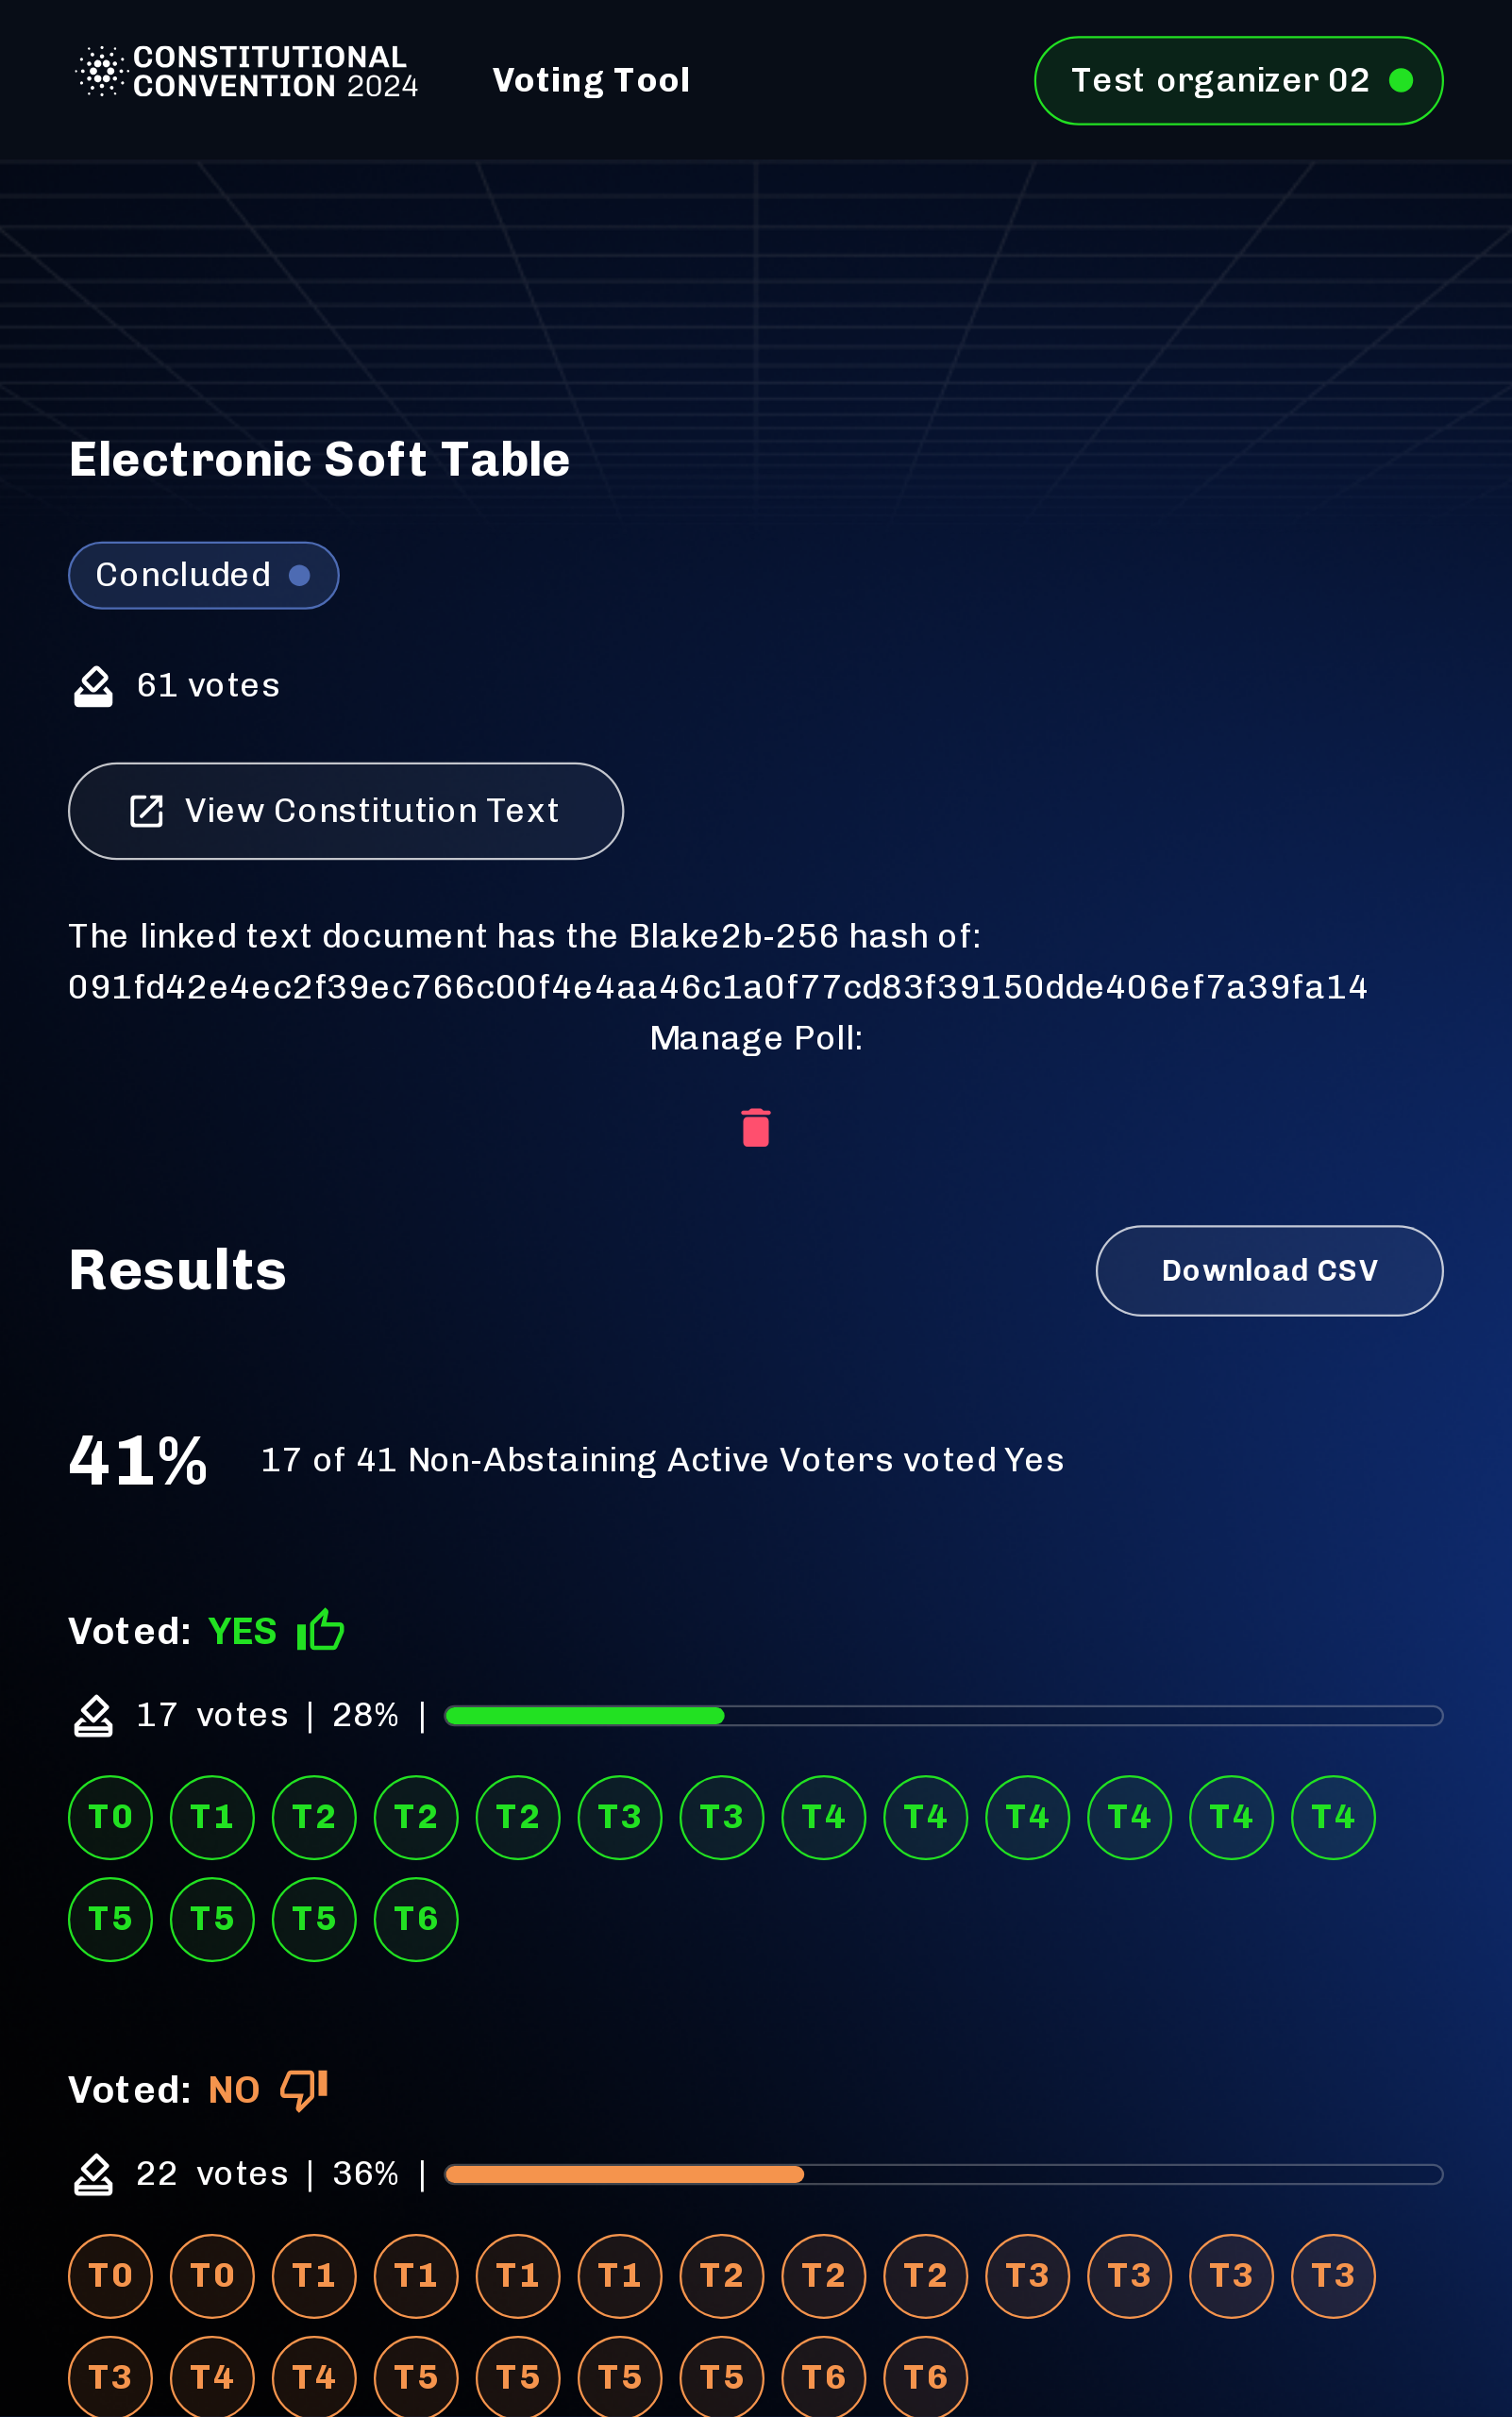 CONSTITUTIONAL
CONVENTION 2024
Voting Tool
Test organizer 02
Electronic Soft Table
Concluded
61 votes
View Constitution Text
The linked text document has the Blake2b-256 hash of:
091fd42e4ec2f39ec766c00f4e4aa46c1a0f77cd83f39150dde406ef7a39fa14
Manage Poll:
Results
Download CSV
41% 17 of 41 Non-Abstaining Active Voters voted Yes
Voted: YES
17 votes | 28% |
T0 T1 T2 T2 T2 T3 T3 T4 T4 T4 T4 T4 T4
T5 T5 T5 T6
Voted: NO
22 votes | 36% |
T0 T0 T1 T1 T1 T1 T2 T2 T2 T3 T3 T3 T3
T3 T4 T4 T5 T5 T5 T5 T6 T6